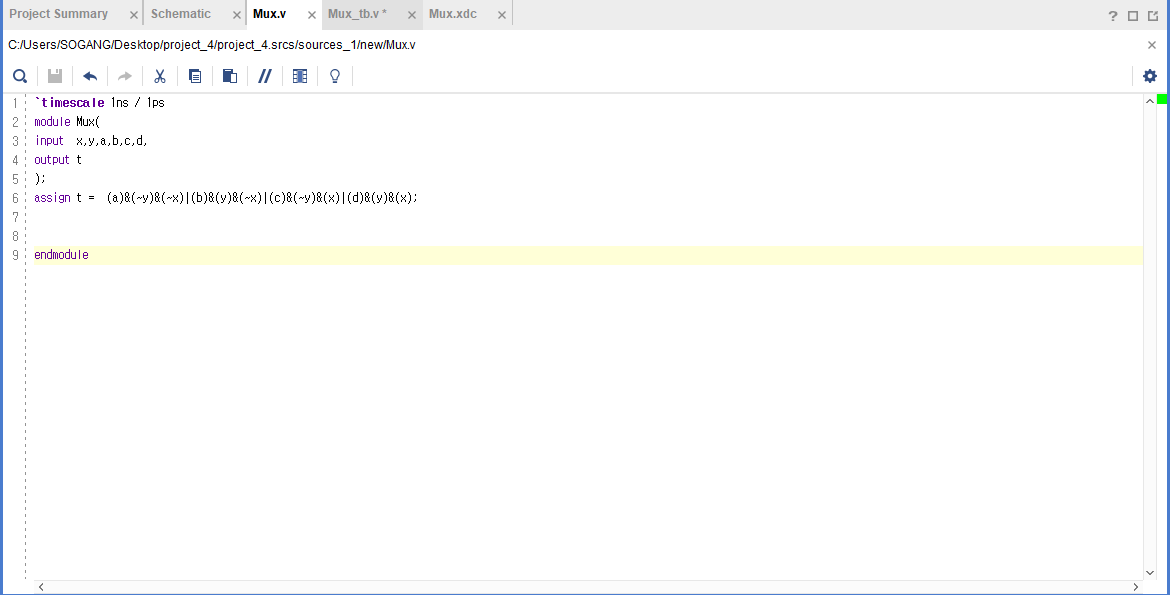 Project Summary × Schematic × Mux.v × Mux_tb.v * × Mux.xdc ×
C:/Users/SOGANG/Desktop/project_4/project_4.srcs/sources_1/new/Mux.v
1 `timescale 1ns / 1ps
2 module Mux(
3 input  x,y,a,b,c,d,
4 output t
5 );
6 assign t =  (a)&(~y)&(~x)|(b)&(y)&(~x)|(c)&(~y)&(x)|(d)&(y)&(x);
7
8
9 endmodule